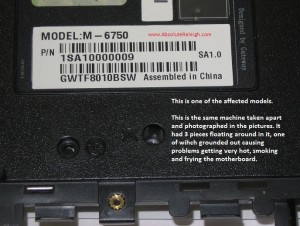 www.AbsoluteRaleigh.com
MODEL:M-6750
P/N
1SA10000009
SA1.0
GWTF8010BSW Assembled in China
Designed by Gateway
This is one of the affected models.
This is the same machine taken apart
and photographed in the pictures. It
had 3 pieces floating around in it, one
of wihch grounded out causing
problems getting very hot, smoking
and frying the motherboard.